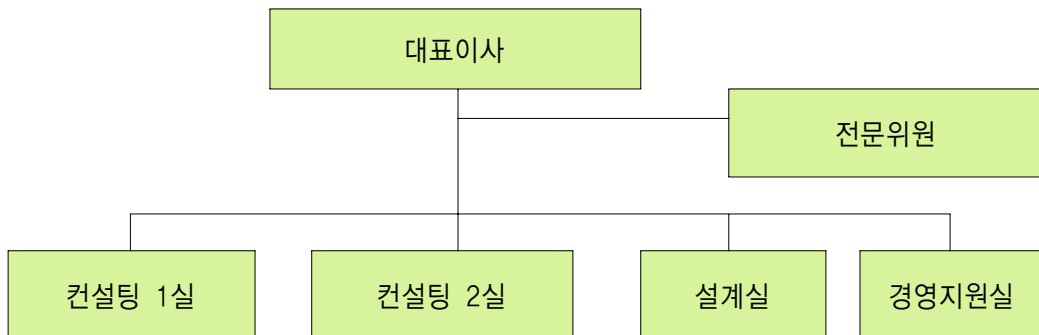 대표이사
전문위원
컨설팅 1실
컨설팅 2실
설계실
경영지원실